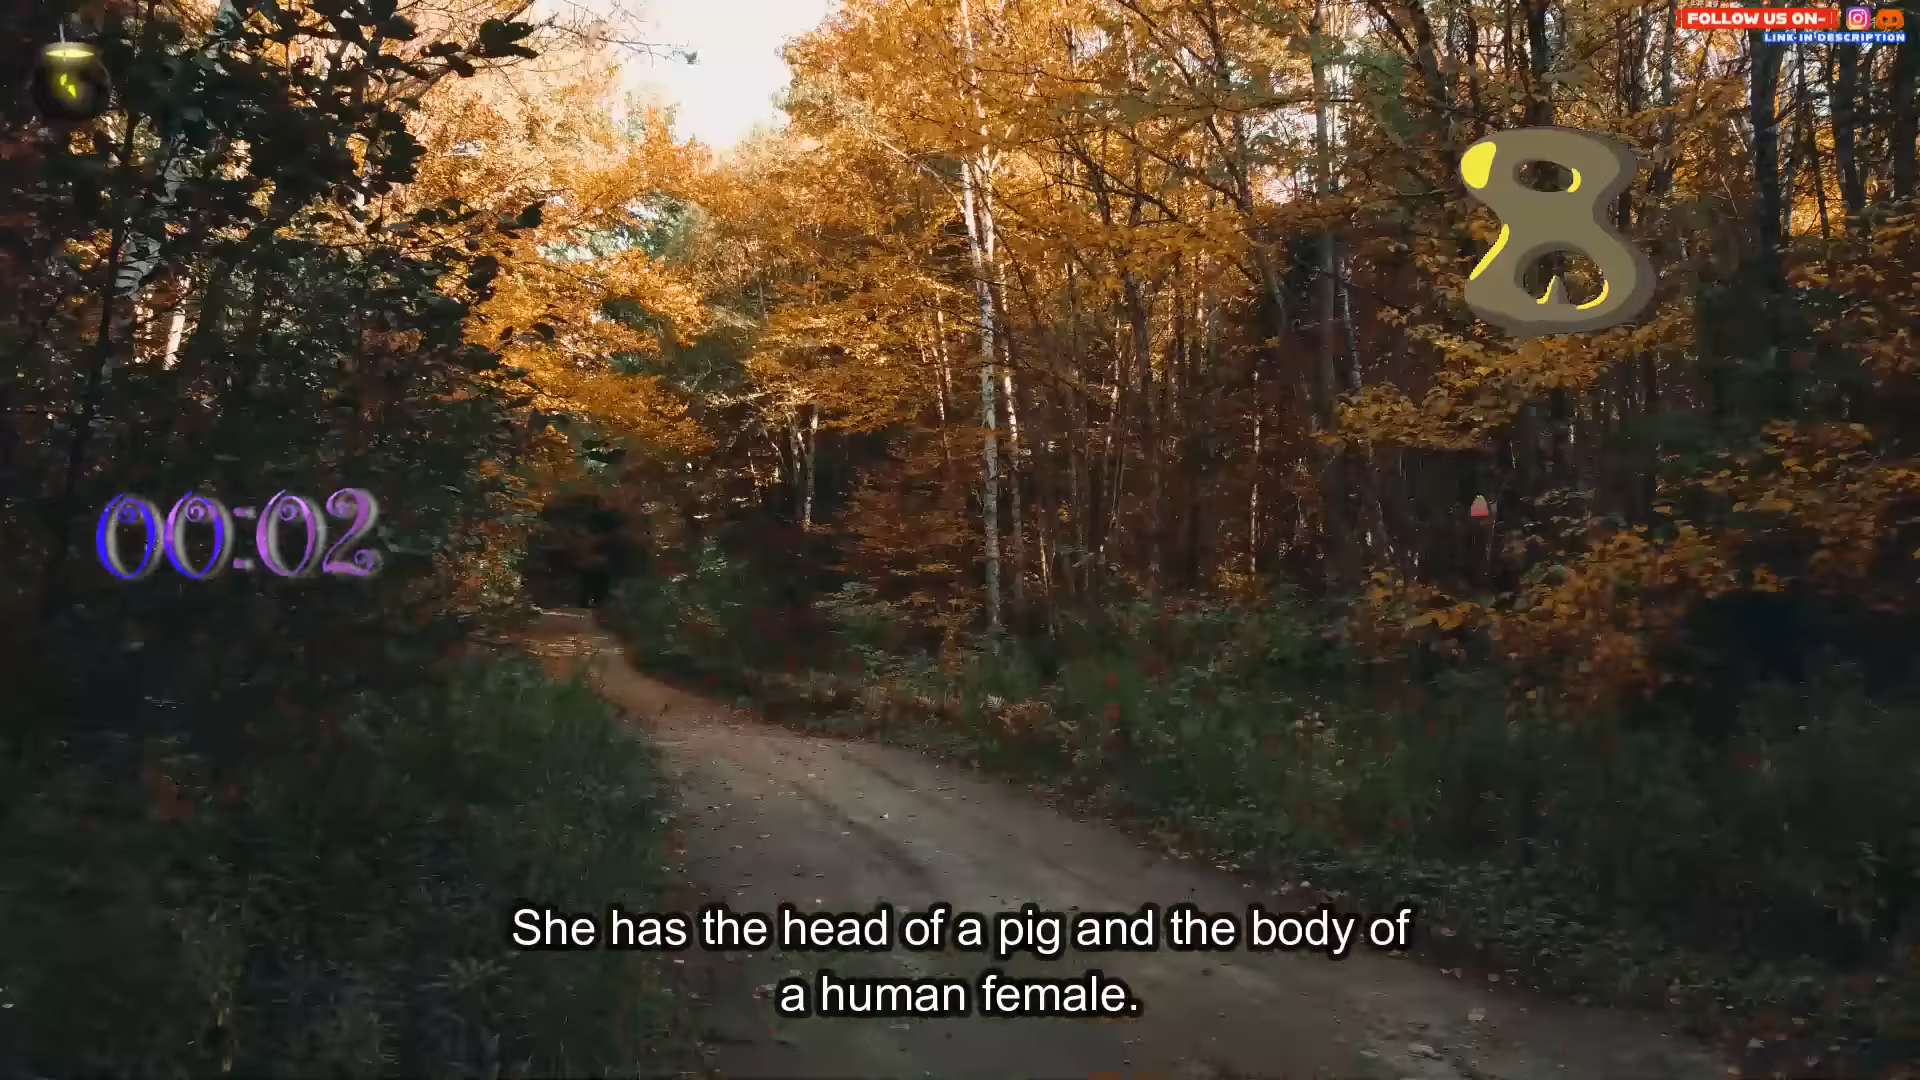 FOLLOW US ON-
LINK IN DESCRIPTION
8
00:02
She has the head of a pig and the body of
a human female.